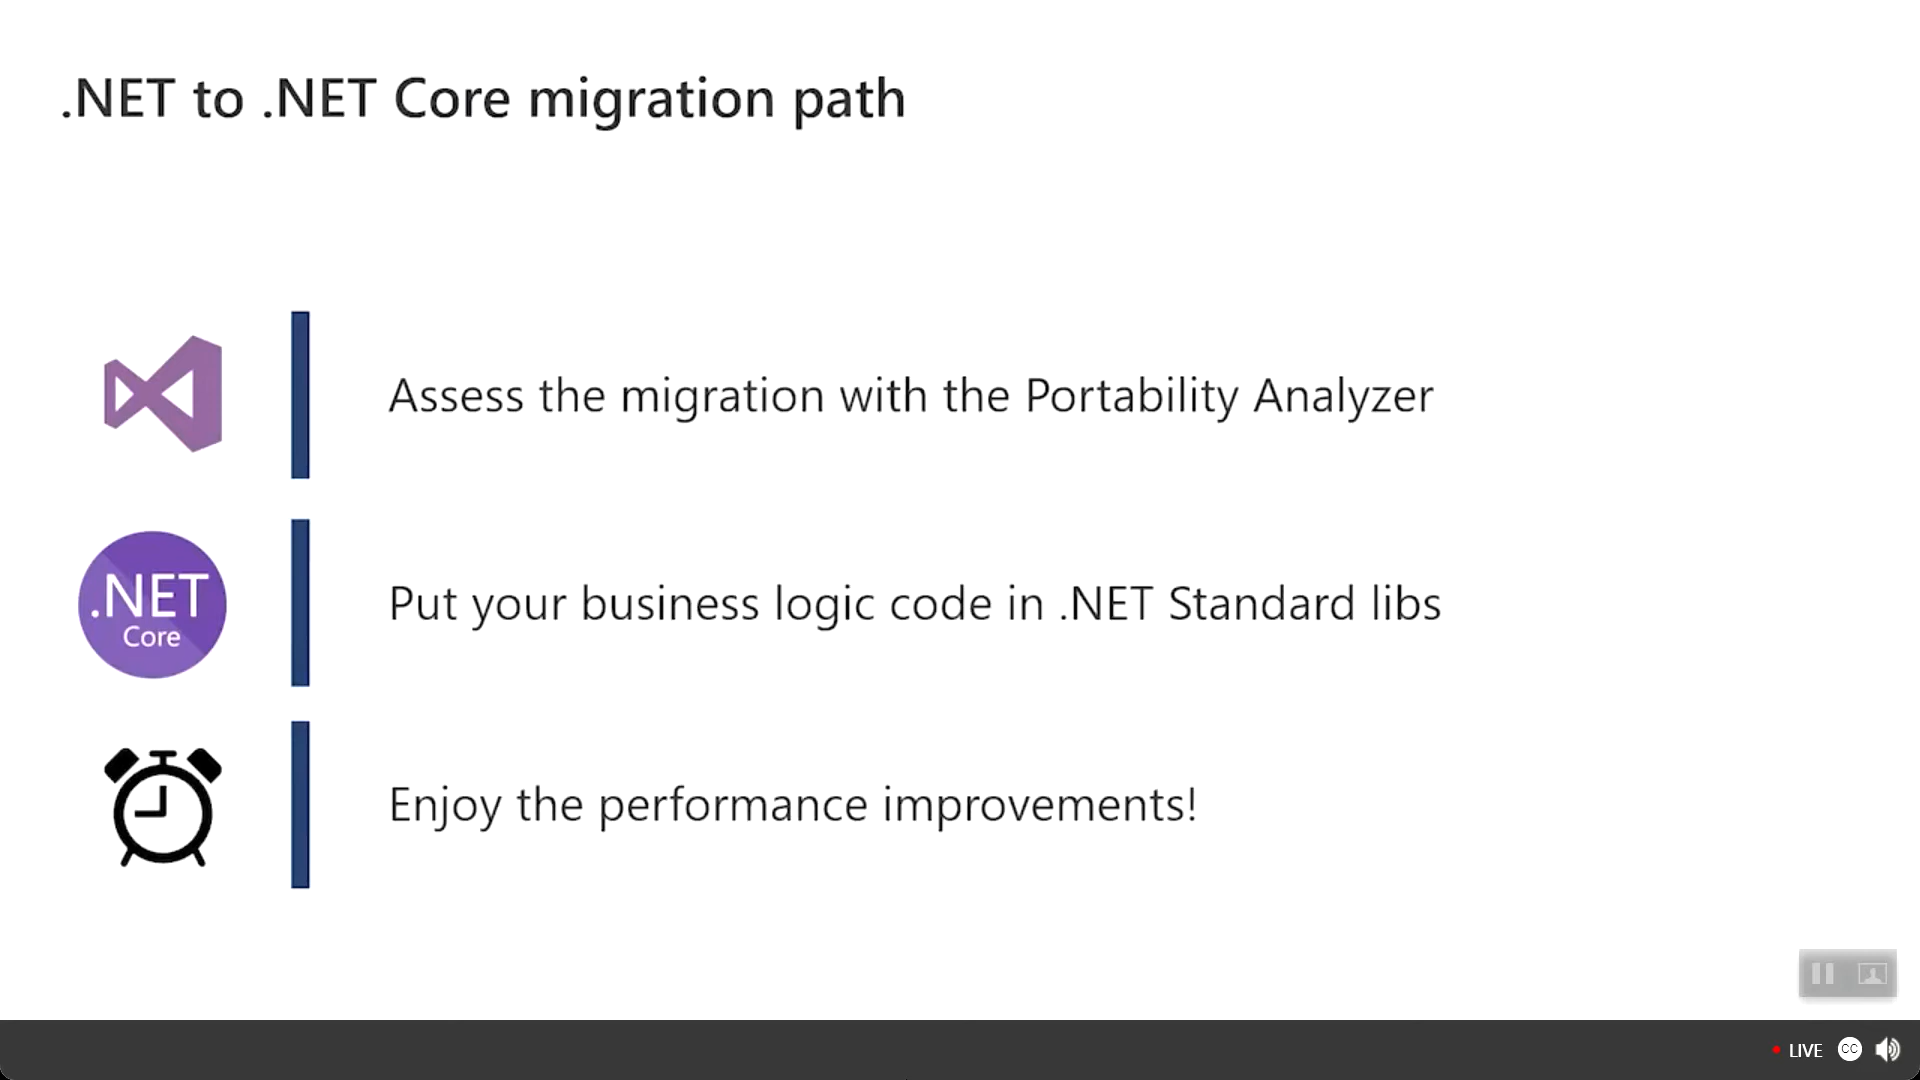 .NET to .NET Core migration path
Assess the migration with the Portability Analyzer
.NET
Core
Put your business logic code in .NET Standard libs
Enjoy the performance improvements!
LIVE
CC